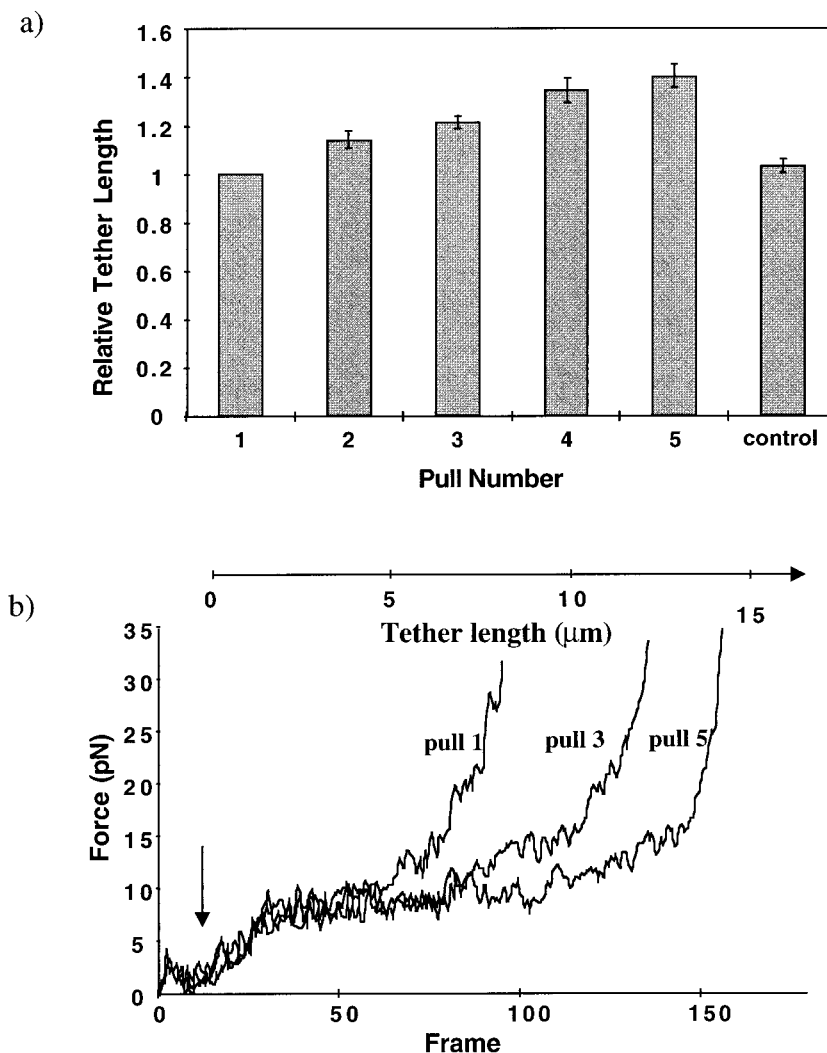 a)
1.6
1.4
1.2
1
0.8
0.6
0.4
0.2
0
Relative Tether Length
1 2 3 4 5 control
Pull Number
b)
0 5 10 15
Tether length (μm)
35
30
25
20
15
10
5
0
Force (pN)
pull 1 pull 3 pull 5
0 50 100 150
Frame